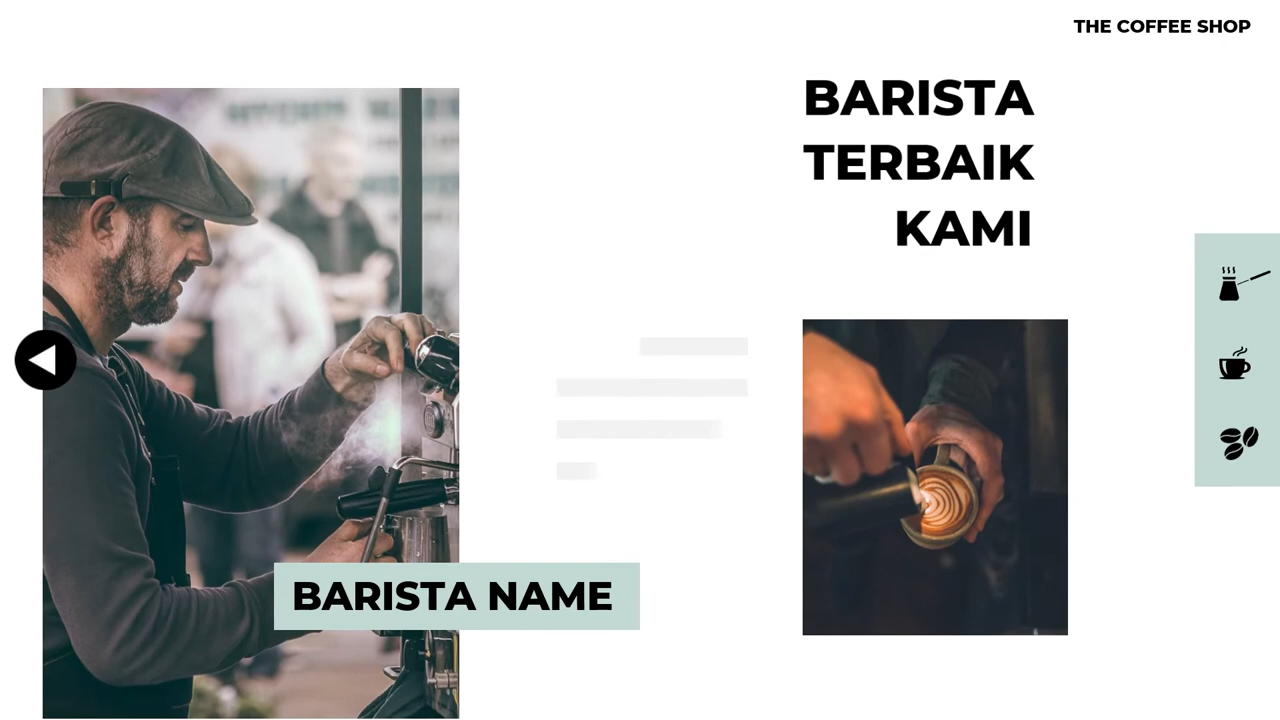 THE COFFEE SHOP
BARISTA
TERBAIK
KAMI
BARISTA NAME